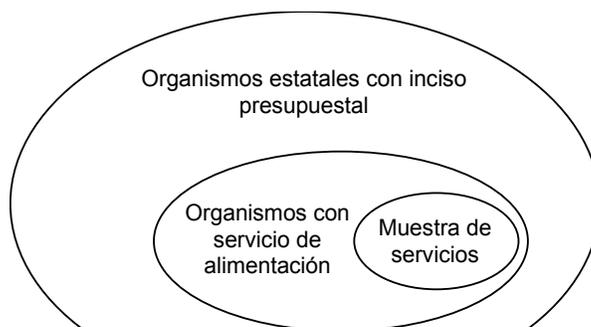 Organismos estatales con inciso
presupuestal
Organismos con
servicio de
alimentación
Muestra de
servicios